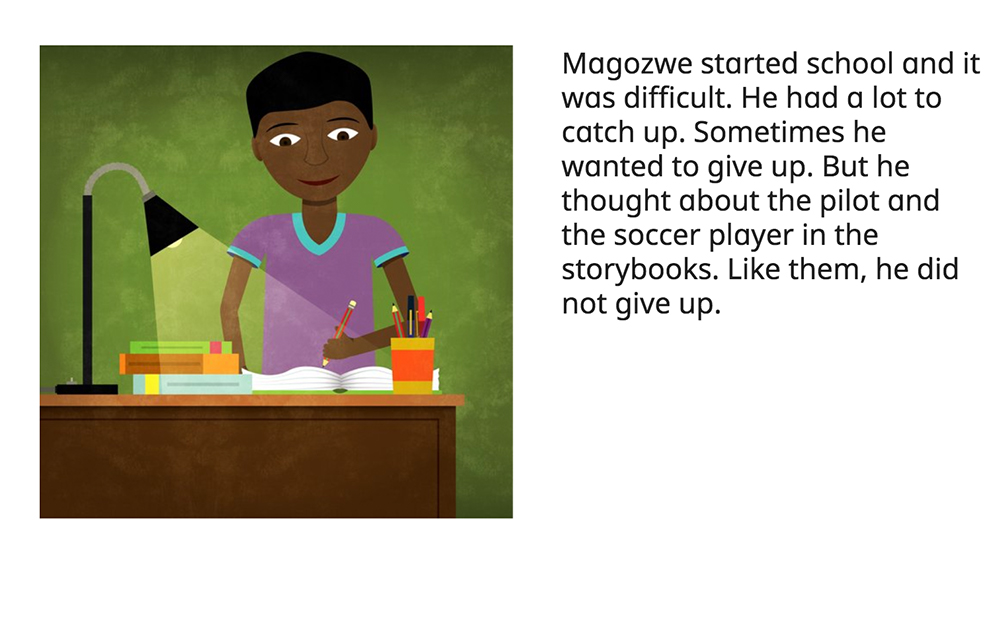 Magozwe started school and it
was difficult. He had a lot to
catch up. Sometimes he
wanted to give up. But he
thought about the pilot and
the soccer player in the
storybooks. Like them, he did
not give up.